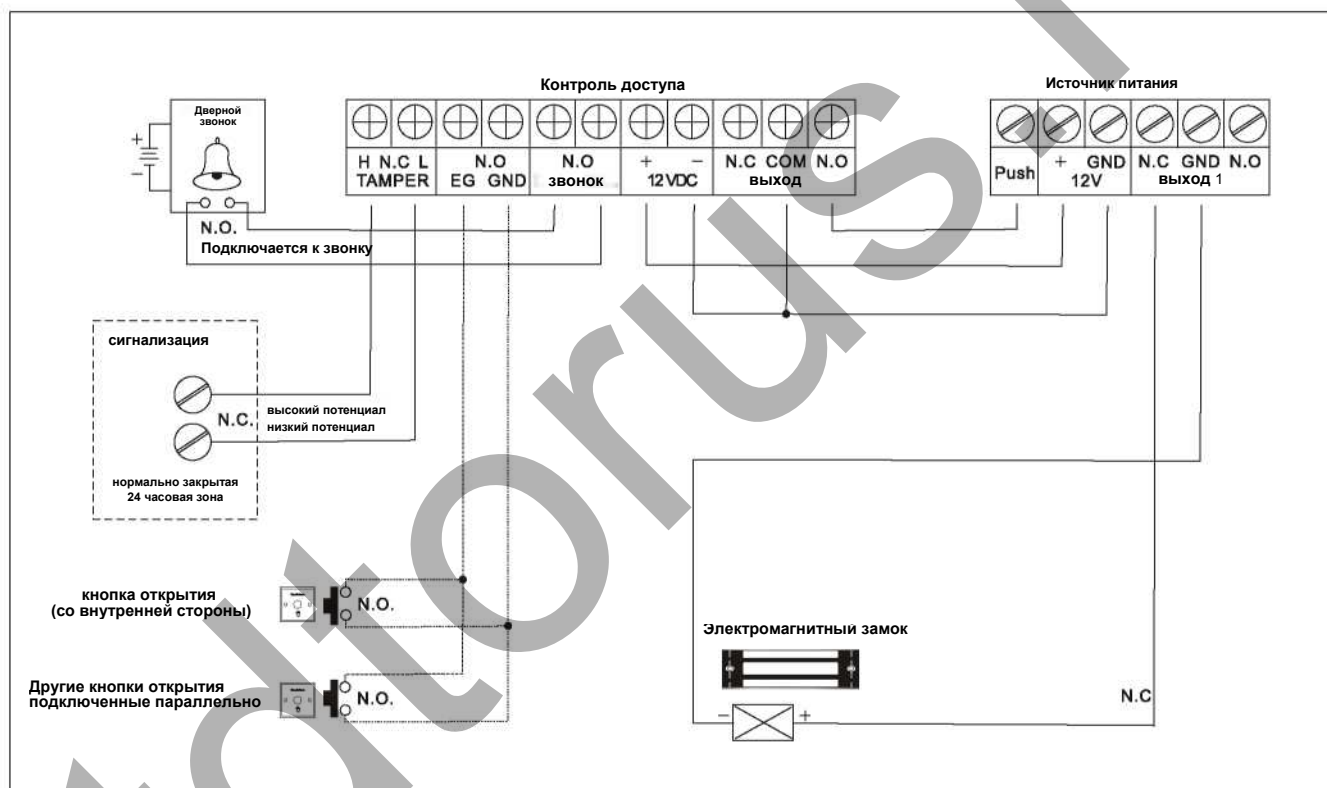 Контроль доступа
Источник питания
Дверной
звонок
+
−
N.O.
Подключается к звонку
H N.C L
TAMPER
N.O
EG GND
N.O
звонок
+ −
12VDC
N.C COM N.O
выход
Push
+ GND
12V
N.C GND N.O
выход 1
сигнализация
N.C.
высокий потенциал
низкий потенциал
нормально закрытая
24 часовая зона
кнопка открытия
(со внутренней стороны)
N.O.
Другие кнопки открытия
подключенные параллельно
N.O.
Электромагнитный замок
− +
N.C